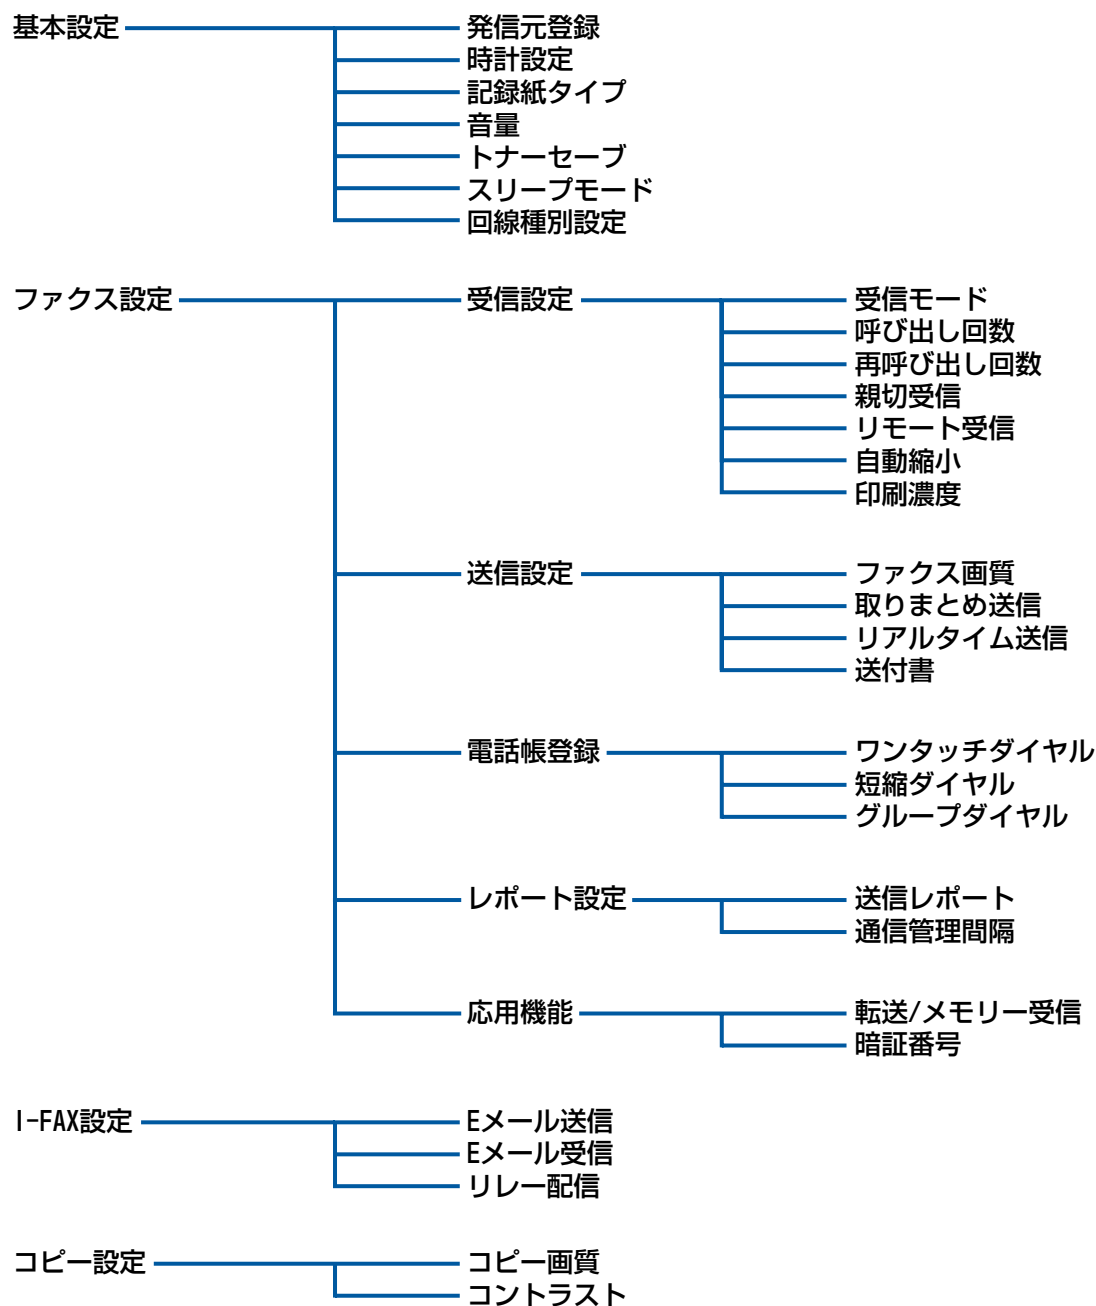 基本設定 発信元登録
時計設定
記録紙タイプ
音量
トナーセーブ
スリープモード
回線種別設定
ファクス設定 受信設定 受信モード
呼び出し回数
再呼び出し回数
親切受信
リモート受信
自動縮小
印刷濃度
送信設定 ファクス画質
取りまとめ送信
リアルタイム送信
送付書
電話帳登録 ワンタッチダイヤル
短縮ダイヤル
グループダイヤル
レポート設定 送信レポート
通信管理間隔
応用機能 転送/メモリー受信
暗証番号
I-FAX設定 Eメール送信
Eメール受信
リレー配信
コピー設定 コピー画質
コントラスト